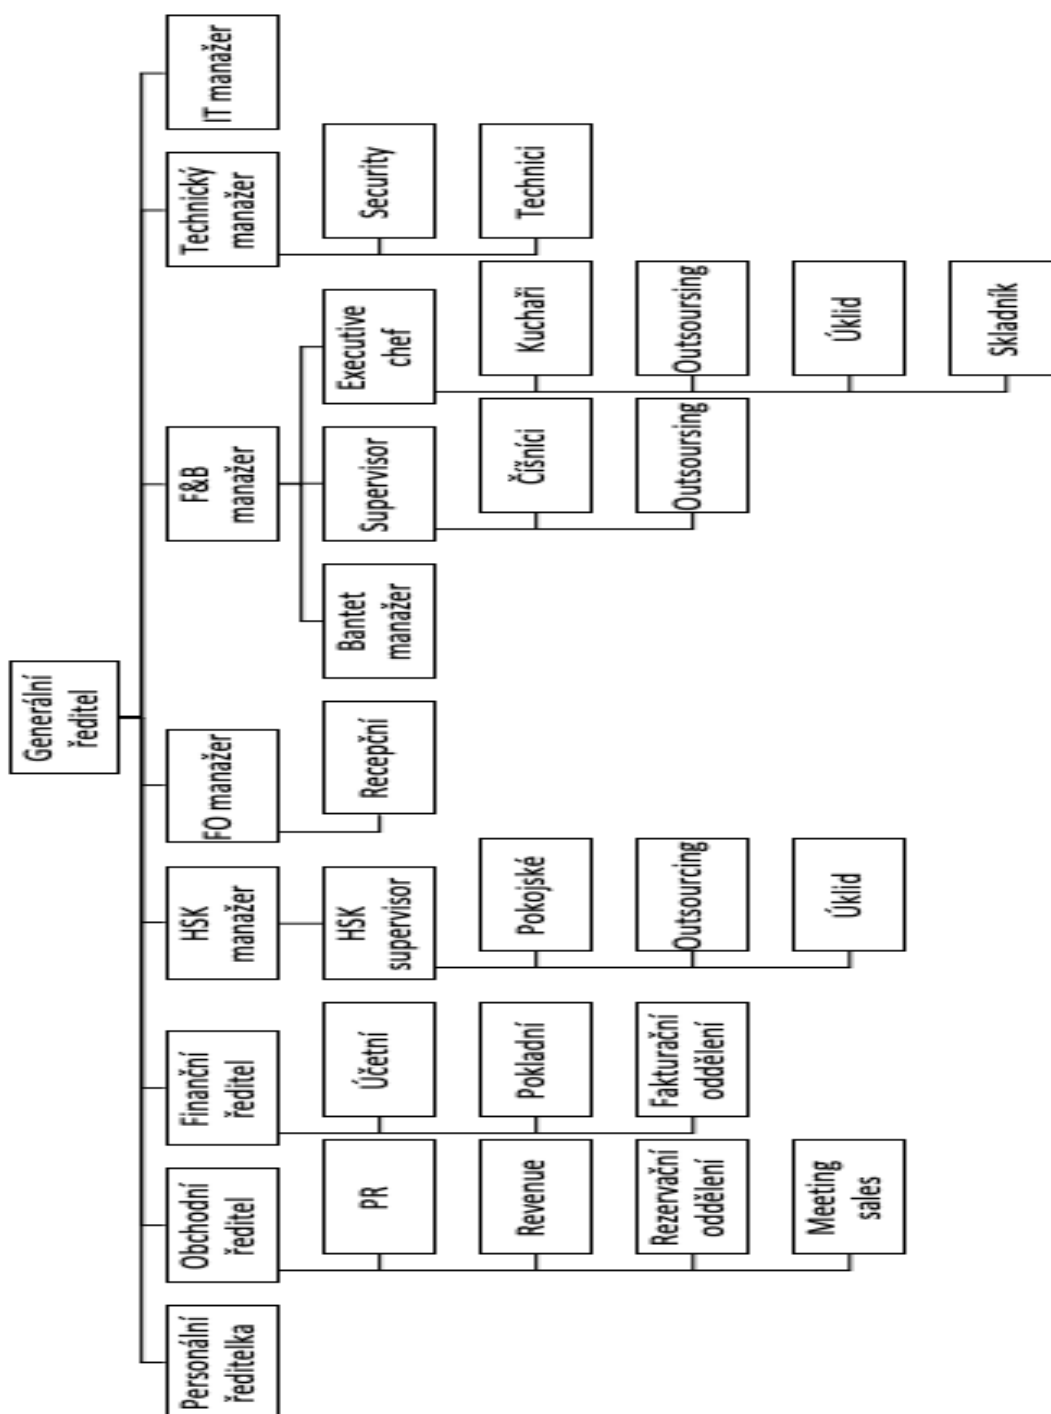 Generální
ředitel
Personální
ředitelka
Obchodní
ředitel
Finanční
ředitel
HSK
manažer
FO manažer
F&B
manažer
Technický
manažer
IT manažer
PR
Účetní
HSK
supervisor
Recepční
Bantet
manažer
Supervisor
Executive
chef
Security
Revenue
Pokladní
Pokojské
Číšníci
Kuchaři
Technici
Rezervační
oddělení
Fakturační
oddělení
Outsourcing
Outsoursing
Outsoursing
Meeting
sales
Úklid
Úklid
Skladník